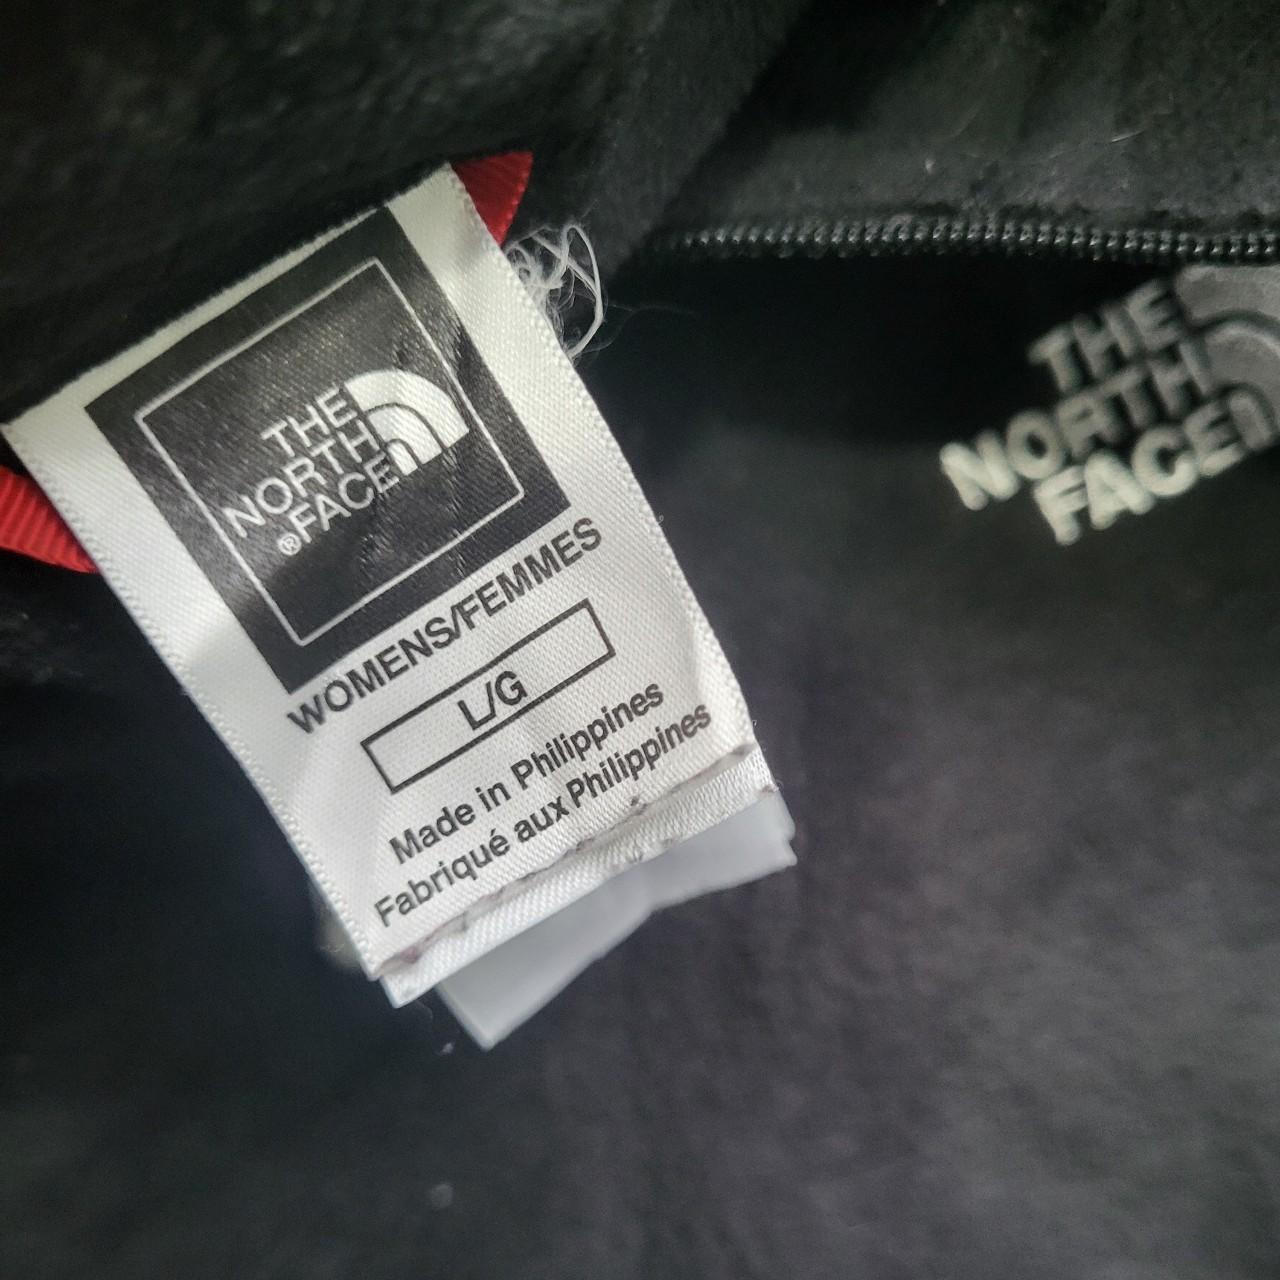 THE
NORTH
®FACE
WOMENS/FEMMES
L/G
Made in Philippines
Fabriqué aux Philippines
THE
NORTH
FACE